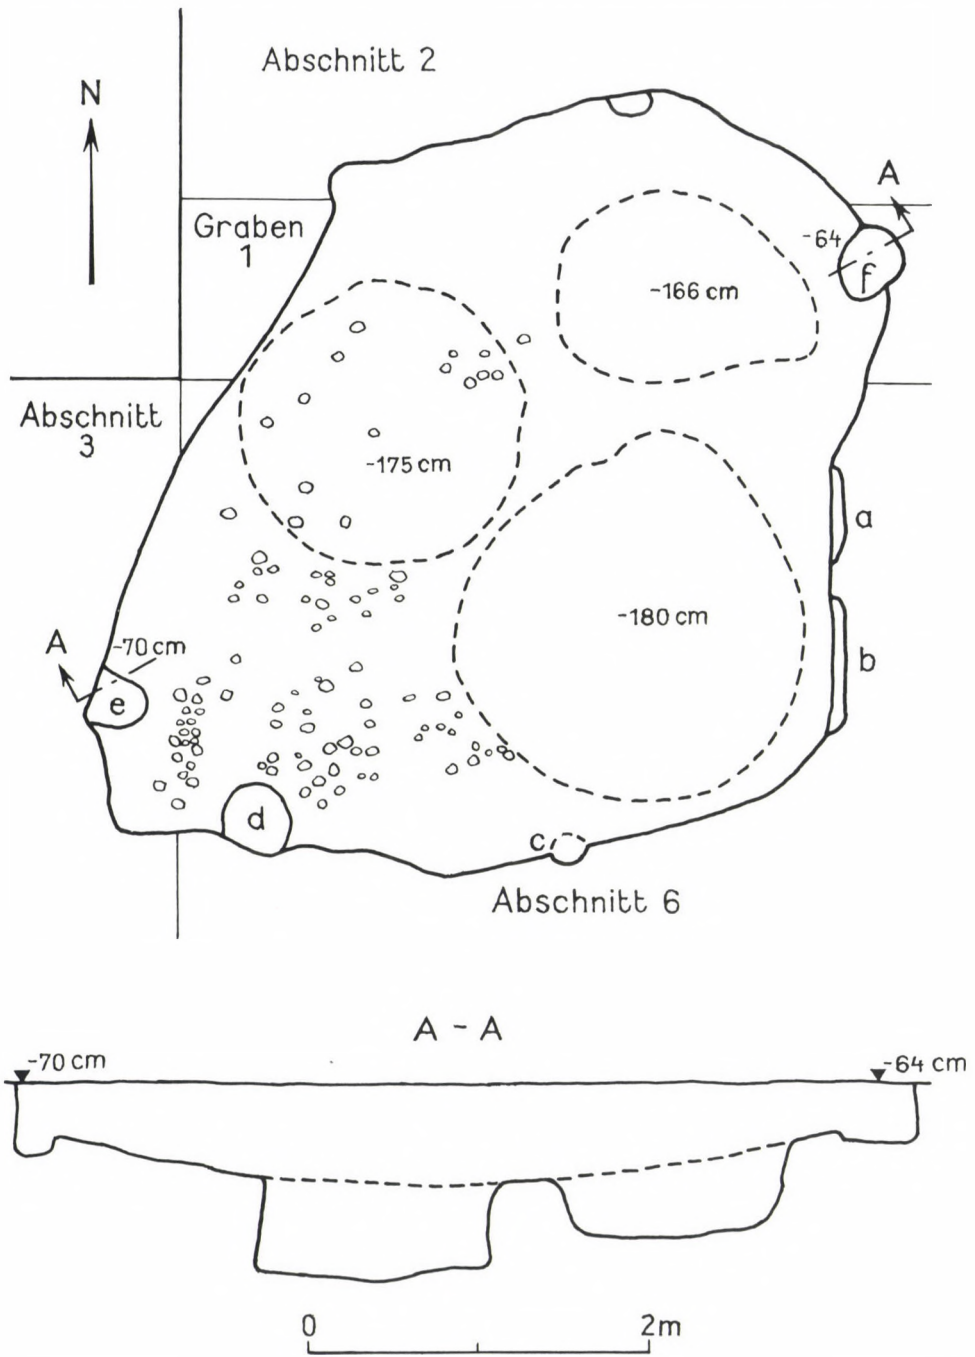 Abschnitt 2
N
A
Graben
1
-64
f
-166 cm
Abschnitt
3
-175 cm
a
-180 cm
A
-70 cm
b
e
d
c
Abschnitt 6
A - A
-70 cm
-64 cm
0
2m